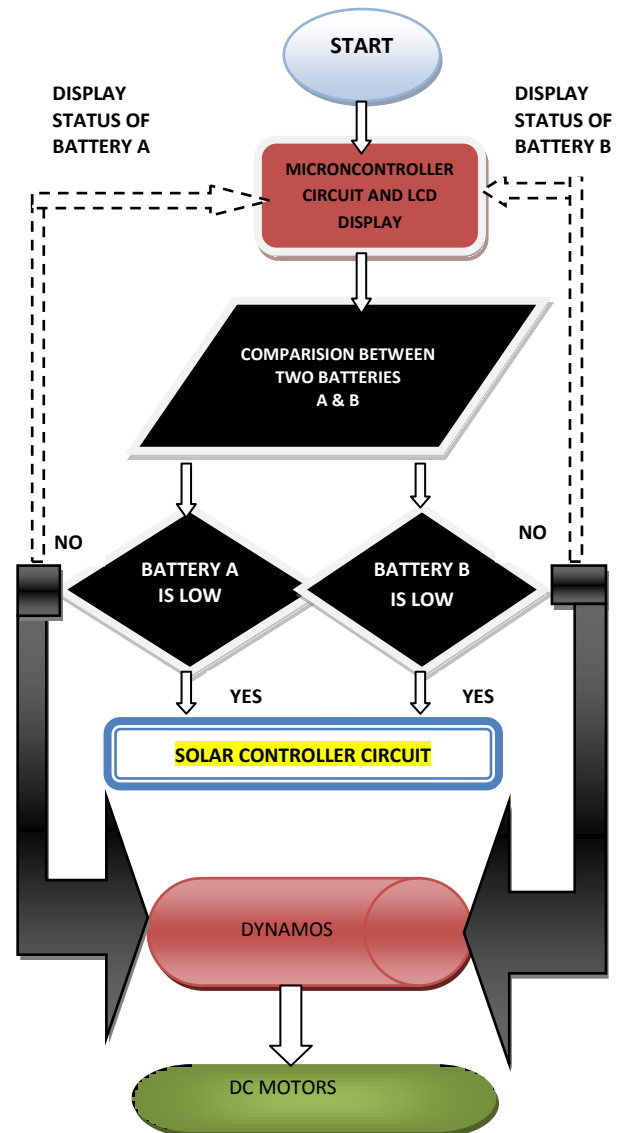 START
DISPLAY
STATUS OF
BATTERY A
DISPLAY
STATUS OF
BATTERY B
MICRONCONTROLLER
CIRCUIT AND LCD
DISPLAY
COMPARISION BETWEEN
TWO BATTERIES
A & B
NO
NO
BATTERY A
IS LOW
BATTERY B
IS LOW
YES
YES
SOLAR CONTROLLER CIRCUIT
DYNAMOS
DC MOTORS